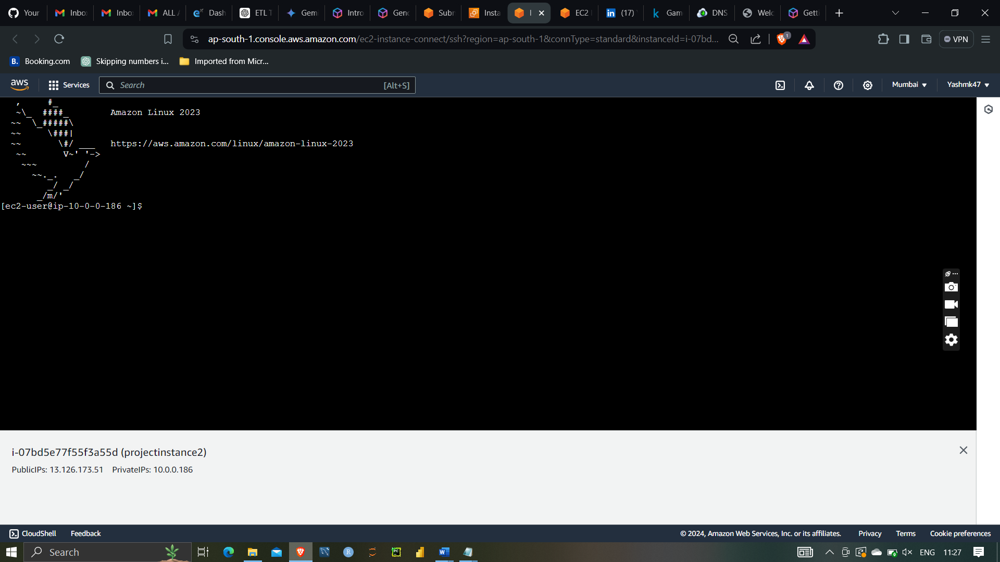 Your
Inbo
Inbo
ALL
Dash
ETL T
Gemi
Intro
Genc
Subn
Insta
EC2
(17)
Gam
DNS
Welc
Getti
ap-south-1.console.aws.amazon.com/ec2-instance-connect/ssh?region=ap-south-1&connType=standard&instanceId=i-07bd...
1
VPN
B. Booking.com
Skipping numbers i...
Imported from Micr...
aws
Services
Search
[Alt+S]
Mumbai
Yashmk47
   ,     #_
   ~\_  ####_        Amazon Linux 2023
  ~~  \_#####\
  ~~     \###|
  ~~       \#/ ___   https://aws.amazon.com/linux/amazon-linux-2023
   ~~       V~' '->
    ~~~         /
      ~~._.   _/
         _/ _/
       _/m/'
[ec2-user@ip-10-0-0-186 ~]$
i-07bd5e77f55f3a55d (projectinstance2)
PublicIPs: 13.126.173.51 PrivateIPs: 10.0.0.186
CloudShell
Feedback
© 2024, Amazon Web Services, Inc. or its affiliates.
Privacy
Terms
Cookie preferences
Search
ENG
11:27